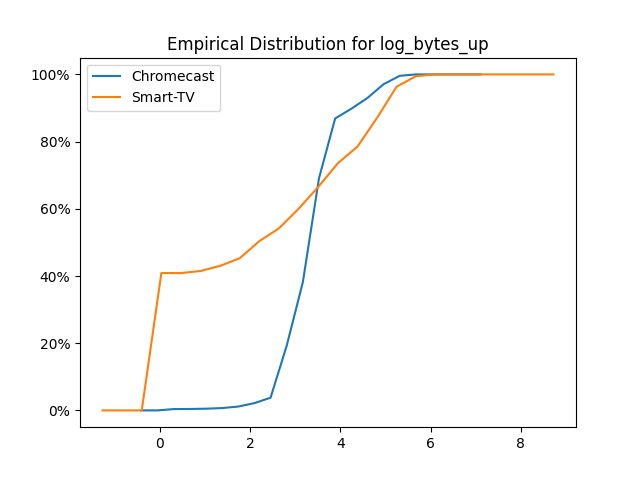 Empirical Distribution for log_bytes_up
100%
80%
60%
40%
20%
0%
Chromecast
Smart-TV
0 2 4 6 8